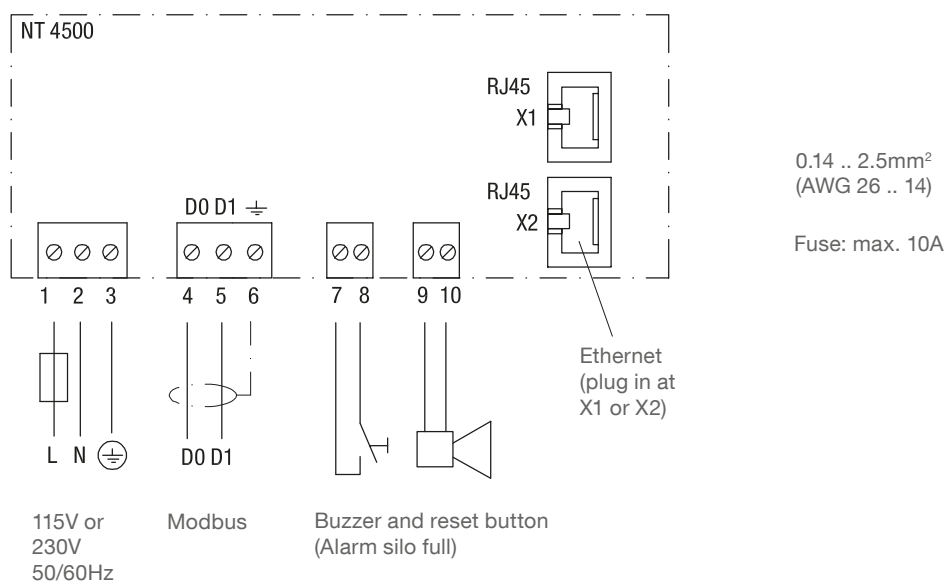 NT 4500
RJ45
X1
RJ45
X2
0.14 .. 2.5mm²
(AWG 26 .. 14)
Fuse: max. 10A
D0 D1
1 2 3 4 5 6 7 8 9 10
Ethernet
(plug in at
X1 or X2)
L N
D0 D1
115V or
230V
50/60Hz
Modbus
Buzzer and reset button
(Alarm silo full)